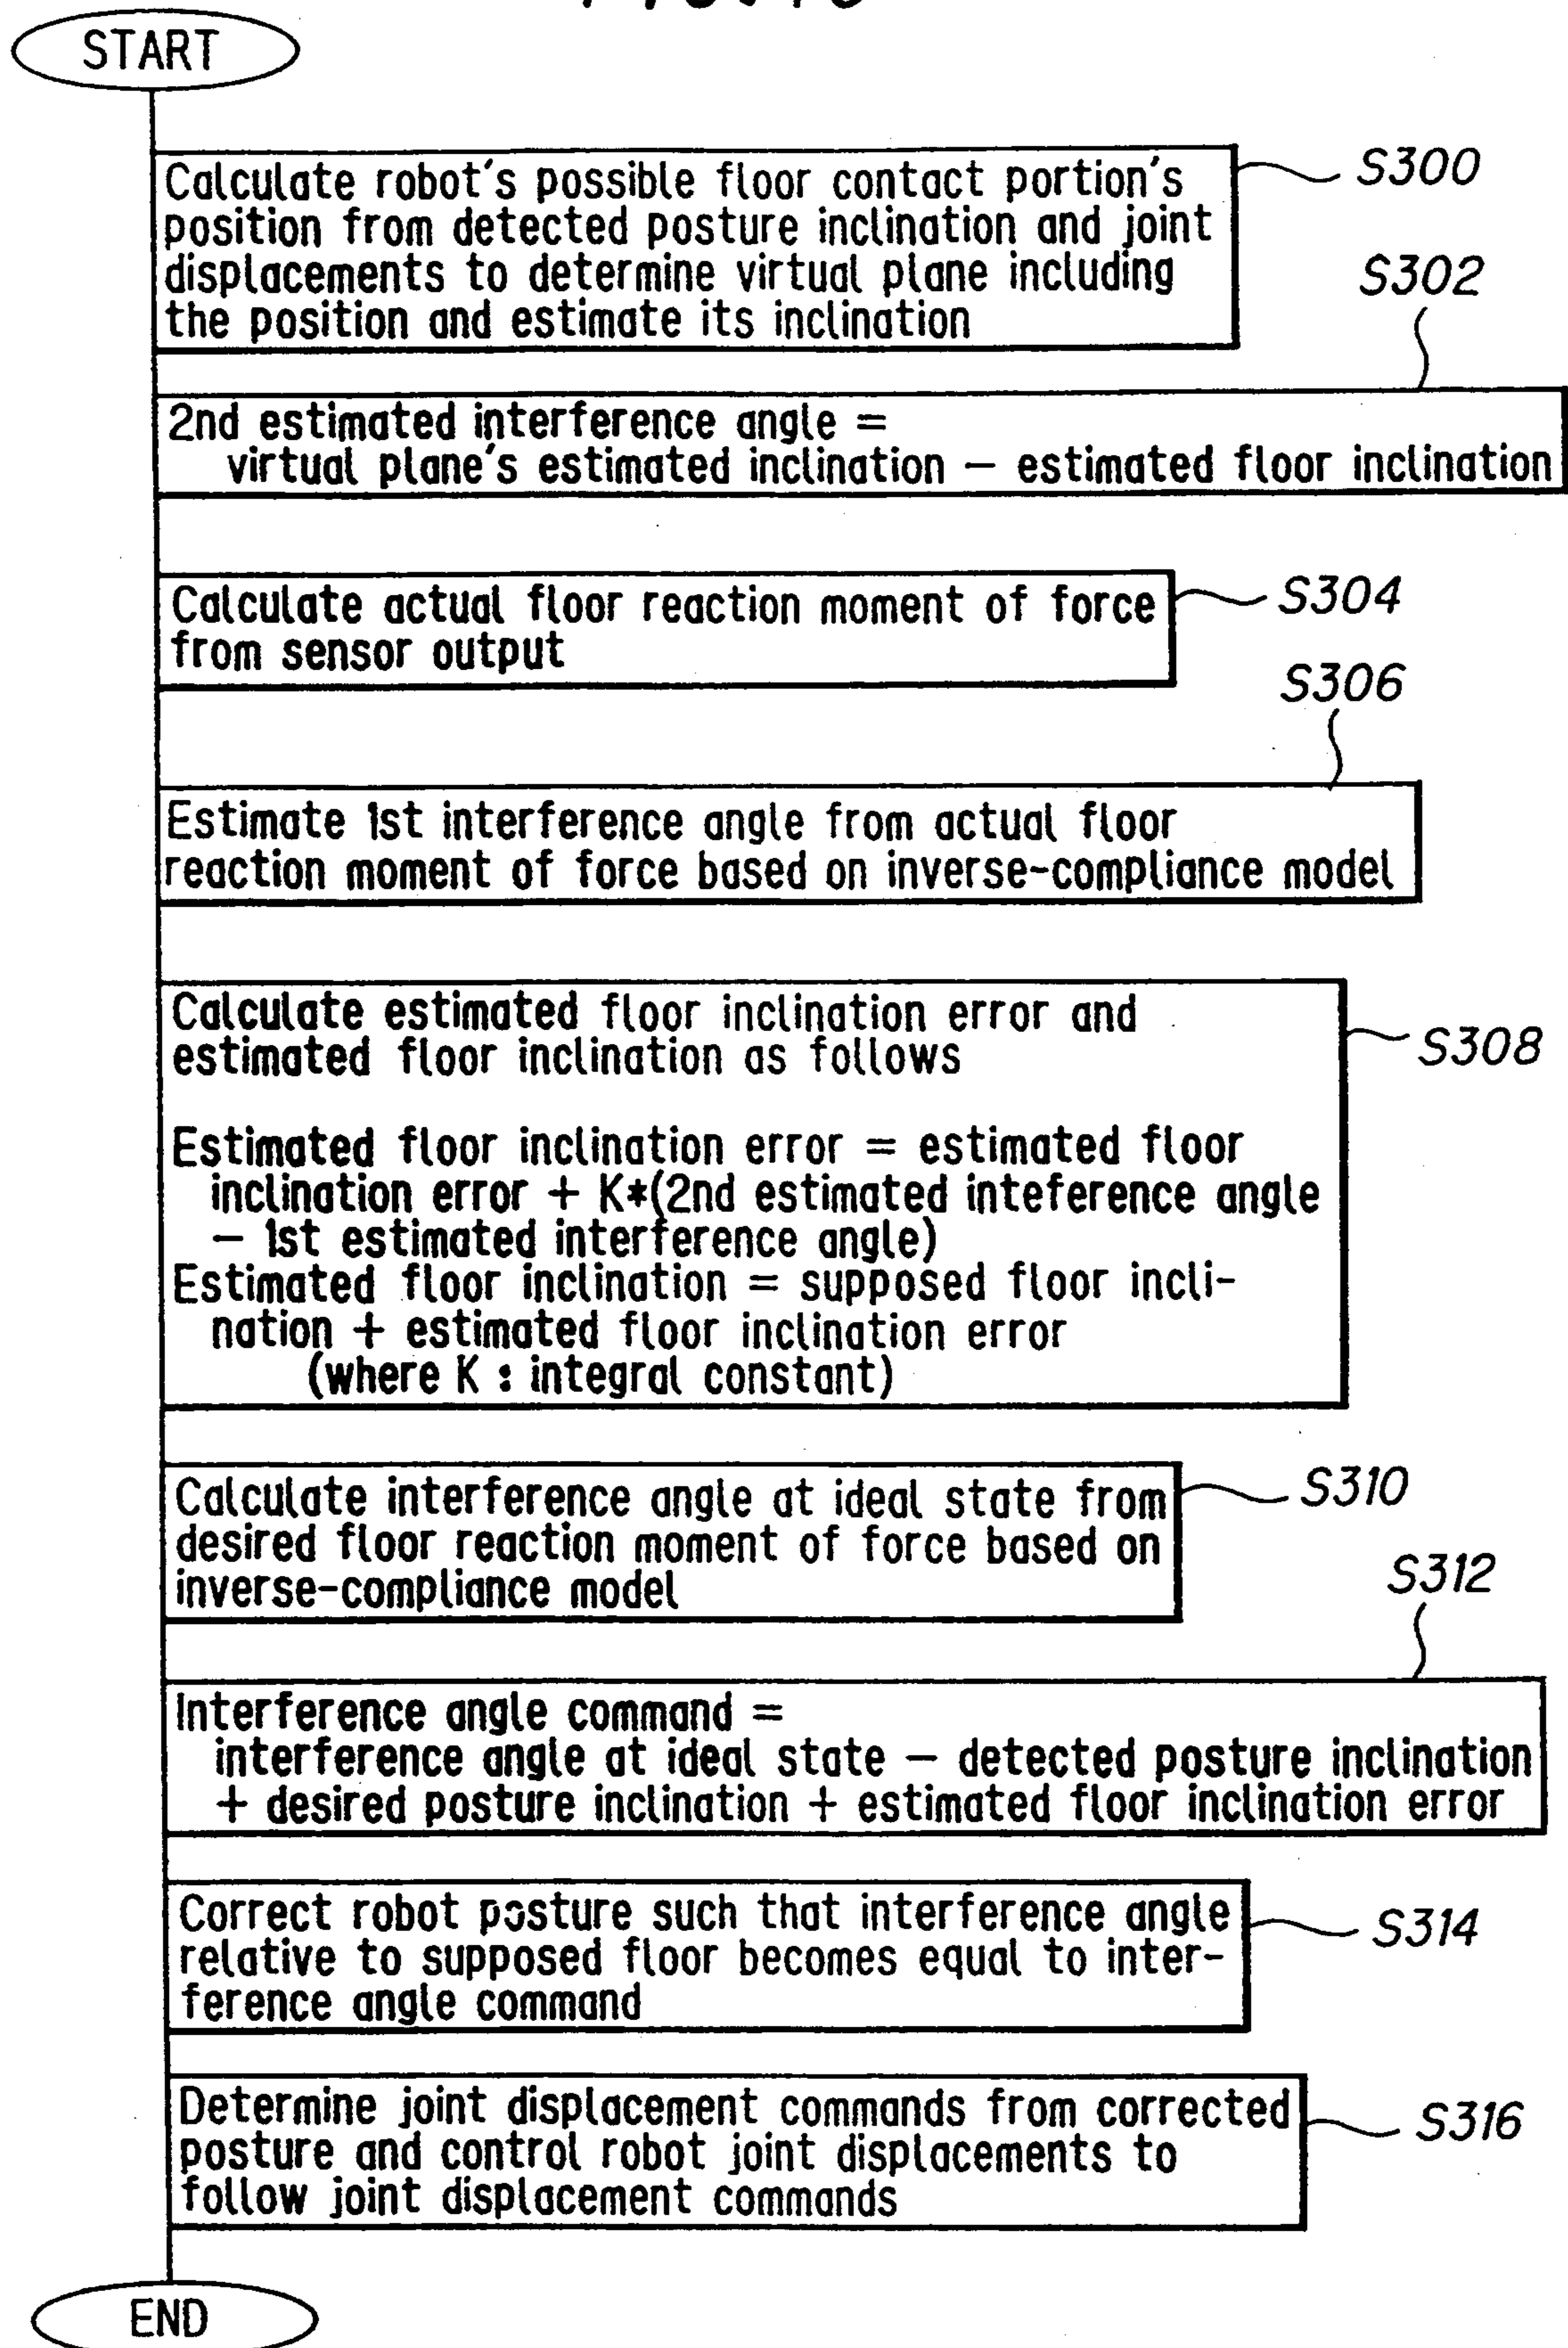 START
Calculate robot's possible floor contact portion's
position from detected posture inclination and joint
displacements to determine virtual plane including
the position and estimate its inclination
S300
S302
2nd estimated interference angle =
virtual plane's estimated inclination – estimated floor inclination
Calculate actual floor reaction moment of force
from sensor output
S304
S306
Estimate 1st interference angle from actual floor
reaction moment of force based on inverse-compliance model
Calculate estimated floor inclination error and
estimated floor inclination as follows
S308
Estimated floor inclination error = estimated floor
inclination error + K*(2nd estimated inteference angle
– 1st estimated interference angle)
Estimated floor inclination = supposed floor incli-
nation + estimated floor inclination error
(where K : integral constant)
Calculate interference angle at ideal state from
desired floor reaction moment of force based on
inverse-compliance model
S310
S312
Interference angle command =
interference angle at ideal state – detected posture inclination
+ desired posture inclination + estimated floor inclination error
Correct robot posture such that interference angle
relative to supposed floor becomes equal to inter-
ference angle command
S314
Determine joint displacement commands from corrected
posture and control robot joint displacements to
follow joint displacement commands
S316
END